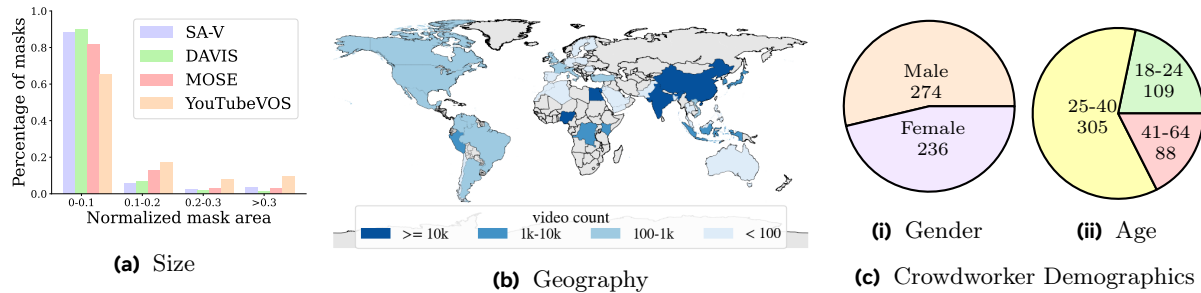 Percentage of masks
1.0
0.8
0.6
0.4
0.2
0.0
SA-V
DAVIS
MOSE
YouTubeVOS
0-0.1
0.1-0.2
0.2-0.3
>0.3
Normalized mask area
(a) Size
video count
>= 10k
1k-10k
100-1k
< 100
(b) Geography
Male
274
Female
236
(i) Gender
18-24
109
25-40
305
41-64
88
(ii) Age
(c) Crowdworker Demographics